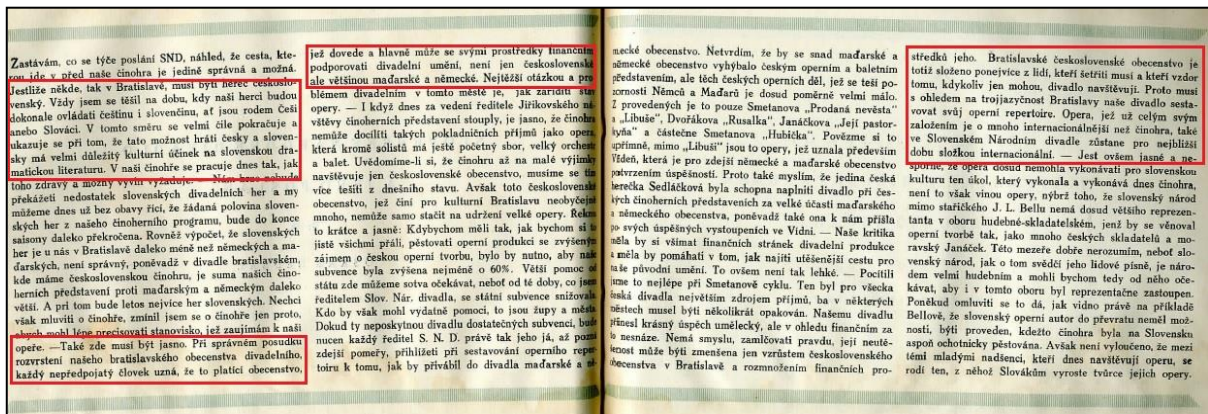 Zastávám, co se týče poslání SND, náhled, že cesta, kte-
rou ide v před naše činohra je jedině správná a možná.
Jestliže někde, tak v Bratislavě, musí býti herec českoslo-
venský. Vždy jsem se těšil na dobu, kdy naši herci budou
dokonale ovládati češtinu i slovenčinu, ať jsou rodem Češi
anebo Slováci. V tomto směru se velmi čile pokračuje a
ukazuje se při tom, že tato možnost hráti česky a sloven-
sky má velmi důležitý kulturní účinek na slovenskou dra-
matickou literaturu. V naši činohře se pracuje dnes tak, jak
toho zdravý a možný vývin vyžaduje. — Nám hrze nebude
překážeti nedostatek slovenských divadelních her a my
můžeme dnes už bez obavy říci, že žádaná polovina sloven-
ských her z našeho činoherního programu, bude do konce
saisony daleko překročena. Rovněž výpočet, že slovenských
her je u nás v Bratislavě daleko méně než německých a ma-
ďarských, není správný, poněvadž v divadle bratislavském,
kde máme československou činohru, je suma našich čino-
herních představení proti maďarským a německým daleko
větší. A při tom bude letos nejvíce her slovenských. Nechci
však mluviti o činohře, zmínil jsem se o činohře jen proto,
abych mohl lépe precisovati stanovisko, jež zaujímám k naší
opeře. —Také zde musí být jasno. Při správném posudku
rozvrstení našeho bratislavského obecenstva divadelního,
každý nepředpojatý človek uzná, že to platící obecenstvo,
jež dovede a hlavně může se svými prostředky finančním
podporovati divadelní umění, není jen československé
ale většinou maďarské a německé. Nejtěžší otázkou a pro
blémem divadelním v tomto městě je, jak zaříditi stav
opery. — I když dnes za vedení ředitele Jiřikovského ná-
vštěvy činoherních představení stouply, je jasno, že činohra
nemůže docíliti takých pokladničních příjmů jako opera,
která kromě sólistů má ještě početný sbor, velký orchestr
a balet. Uvědomíme-li si, že činohru až na malé výjimky
navštěvuje jen československé obecenstvo, musíme se tím
více těšiti z dnešního stavu. Avšak toto československé
obecenstvo, jež činí pro kulturní Bratislavu neobyčejně
mnoho, nemůže samo stačit na udržení velké opery. Reknu
to krátce a jasně: Kdybychom měli tak, jak bychom si to
jistě všichni přáli, pěstovati operní produkci se zvýšeným
zájmem o českou operní tvorbu, bylo by nutno, aby naše
subvence byla zvýšena nejméně o 60%. Větší pomoc od
státu zde můžeme sotva očekávat, neboť od té doby, co jsem
ředitelem Slov. Nár. divadla, se státní subvence snižovala.
Kdo by však mohl vydatně pomoci, to jsou župy a města.
Dokud ty neposkytnou divadlu dostatečných subvencí, bude
nucen každý ředitel S. N. D. právě tak jeho já, až pozná
zdejší poměry, přihlížeti při sestavování operního reper-
toiru k tomu, jak by přivábil do divadla maďarské a ně-
mecké obecenstvo. Netvrdím, že by se snad maďarské a
německé obecenstvo vyhýbalo českým operním a baletním
představením, ale těch českých operních děl, jež se těší po-
zornosti Němců a Maďarů je dosud poměrně velmi málo.
Z provedených je to pouze Smetanova „Prodaná nevěsta"
a „Libuše", Dvořákova „Rusalka", Janáčkova „Její pastor-
kyňa" a částečne Smetanova „Hubička". Povězme si to
upřímně, mimo „Libuši" jsou to opery, jež uznala především
Vídeň, která je pro zdejší německé a maďarské obecenstvo
potvrzením úspěšnosti. Proto také myslím, že jediná česká
herečka Sedláčková byla schopna naplniti divadlo při čes-
kých činoherních představeních za velké účasti maďarského
a německého obecenstva, poněvadž také ona k nám přišla
po svých úspěšných vystoupeních ve Vídni. — Naše kritika
měla by si všímat finančních stránek divadelní produkce
a měla by pomáhati v tom, jak najíti utěšenější cestu pro
naše původní umění. To ovšem není tak lehké. — Pocítili
jsme to nejlépe při Smetanově cyklu. Ten byl pro všecka
česká divadla největším zdrojem příjmů, ba v některých
městech musel býti několikrát opakován. Našemu divadlu
přinesl krásný úspěch umělecký, ale v ohledu finančním za
to nesnáze. Nemá smyslu, zamlčovati pravdu, její neutě-
šenost může býti zmenšena jen vzrůstem československého
obecenstva v Bratislavě a rozmnožením finančních pro-
středků jeho. Bratislavské československé obecenstvo je
totiž složeno ponejvíce z lidí, kteří šetřiti musí a kteří vzdor
tomu, kdykoliv jen mohou, divadlo navštěvují. Proto musí
s ohledem na trojjazyčnost Bratislavy naše divadlo sesta-
vovat svůj operní repertoire. Opera, jež už celým svým
založením je o mnoho internacionálnější než činohra, také
ve Slovenském Národním divadle zůstane pro nejbližší
dobu složkou internacionální. — Jest ovšem jasné a ne-
sporné, že opera dosud nemohla vykonávati pro slovenskou
kulturu ten úkol, který vykonala a vykonává dnes činohra,
není to však vinou opery, nýbrž toho, že slovenský národ
mimo stařičkého J. L. Bellu nemá dosud většího reprezen-
tanta v oboru hudebně-skladatelském, jenž by se věnoval
operní tvorbě tak, jako mnoho českých skladatelů a mo-
ravský Janáček. Této mezeře dobře nerozumím, neboť slo-
venský národ, jak o tom svědčí jeho lidové písně, je náro-
dem velmi hudebním a mohli bychom tedy od něho oče-
kávat, aby i v tomto oboru byl reprezentačne zastoupen.
Poněkud omluviti se to dá, jak vidno právě na příkladě
Bellově, že slovenský operní autor do převratu neměl mož-
nosti, býti proveden, kdežto činohra byla na Slovensku
aspoň ochotnicky pěstována. Avšak není vyloučeno, že mezi
těmi mladými nadšenci, kteří dnes navštěvují operu, se
rodí ten, z něhož Slovákům vyroste tvůrce jejich opery.